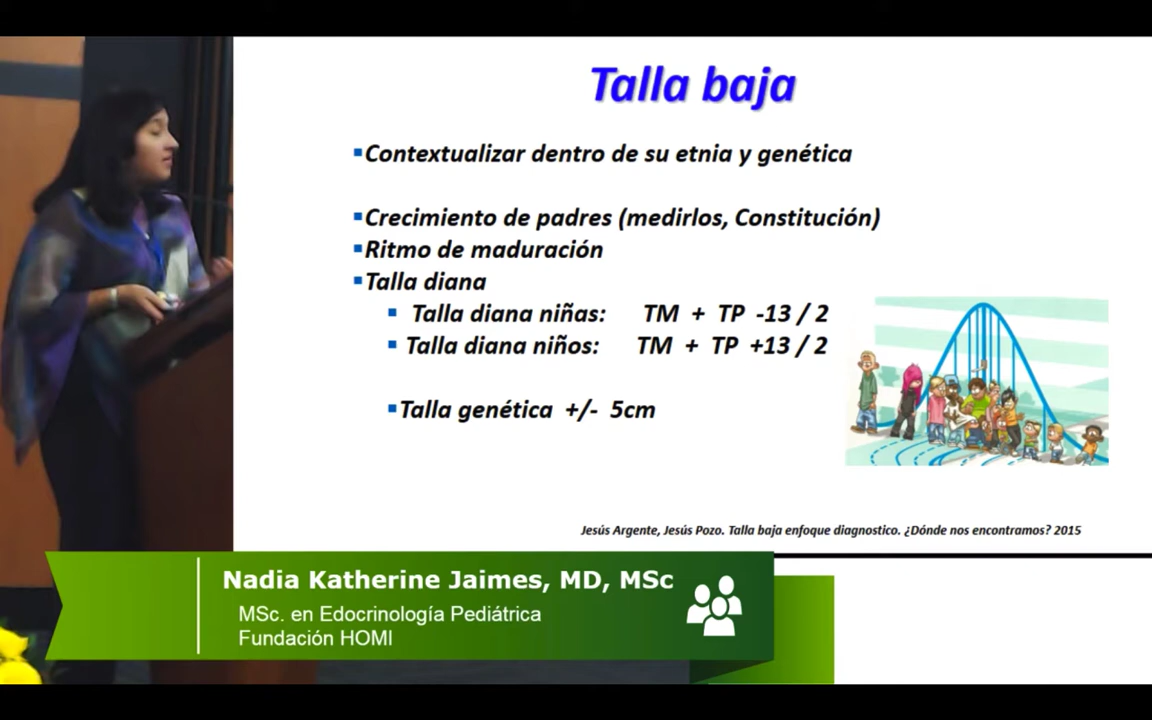 Talla baja
▪Contextualizar dentro de su etnia y genética
▪Crecimiento de padres (medirlos, Constitución)
▪Ritmo de maduración
▪Talla diana
▪ Talla diana niñas: TM + TP -13 / 2
▪ Talla diana niños: TM + TP +13 / 2
▪Talla genética +/- 5cm
Jesús Argente, Jesús Pozo. Talla baja enfoque diagnostico. ¿Dónde nos encontramos? 2015
Nadia Katherine Jaimes, MD, MSc
MSc. en Edocrinología Pediátrica
Fundación HOMI